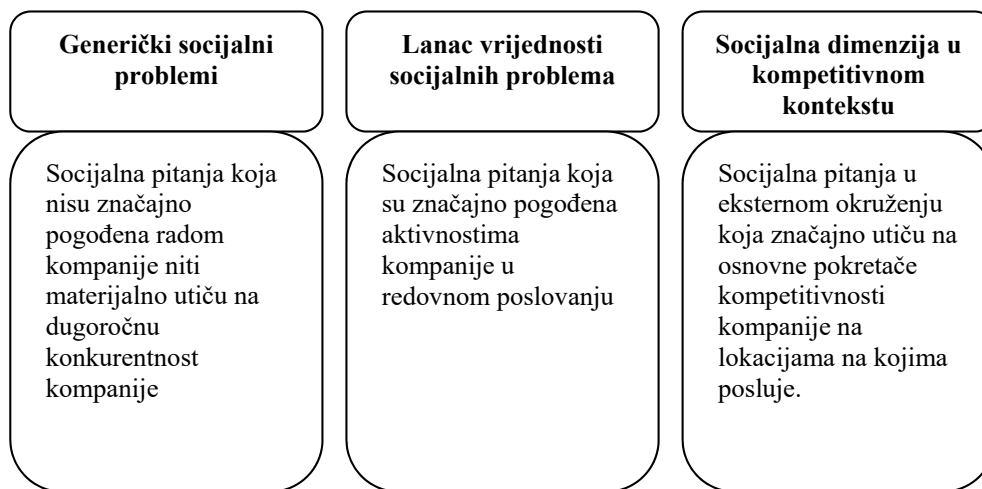 Generički socijalni
problemi
Socijalna pitanja koja
nisu značajno
pogođena radom
kompanije niti
materijalno utiču na
dugoročnu
konkurentnost
kompanije
Lanac vrijednosti
socijalnih problema
Socijalna pitanja koja
su značajno pogođena
aktivnostima
kompanije u
redovnom poslovanju
Socijalna dimenzija u
kompetitivnom
kontekstu
Socijalna pitanja u
eksternom okruženju
koja značajno utiču na
osnovne pokretače
kompetitivnosti
kompanije na
lokacijama na kojima
posluje.